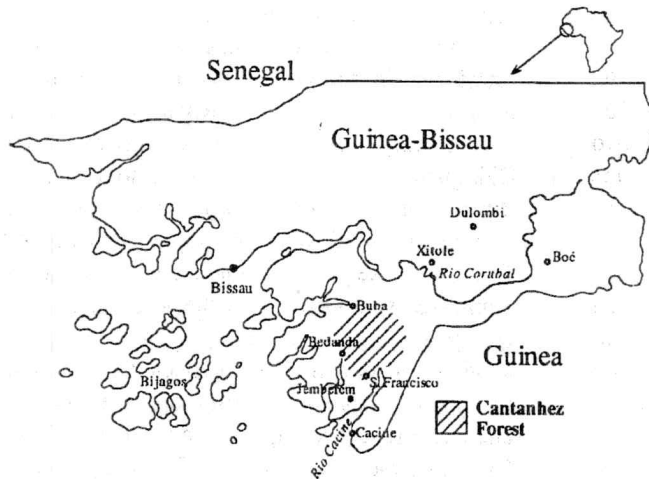 Senegal
Guinea-Bissau
Dulombi
Xitole
Rio Corubal
Boé
Bissau
Buba
Bedanda
Guinea
Bijagos
S. Francisco
Jemberem
Cantanhez
Forest
Cacine
Rio Cacine